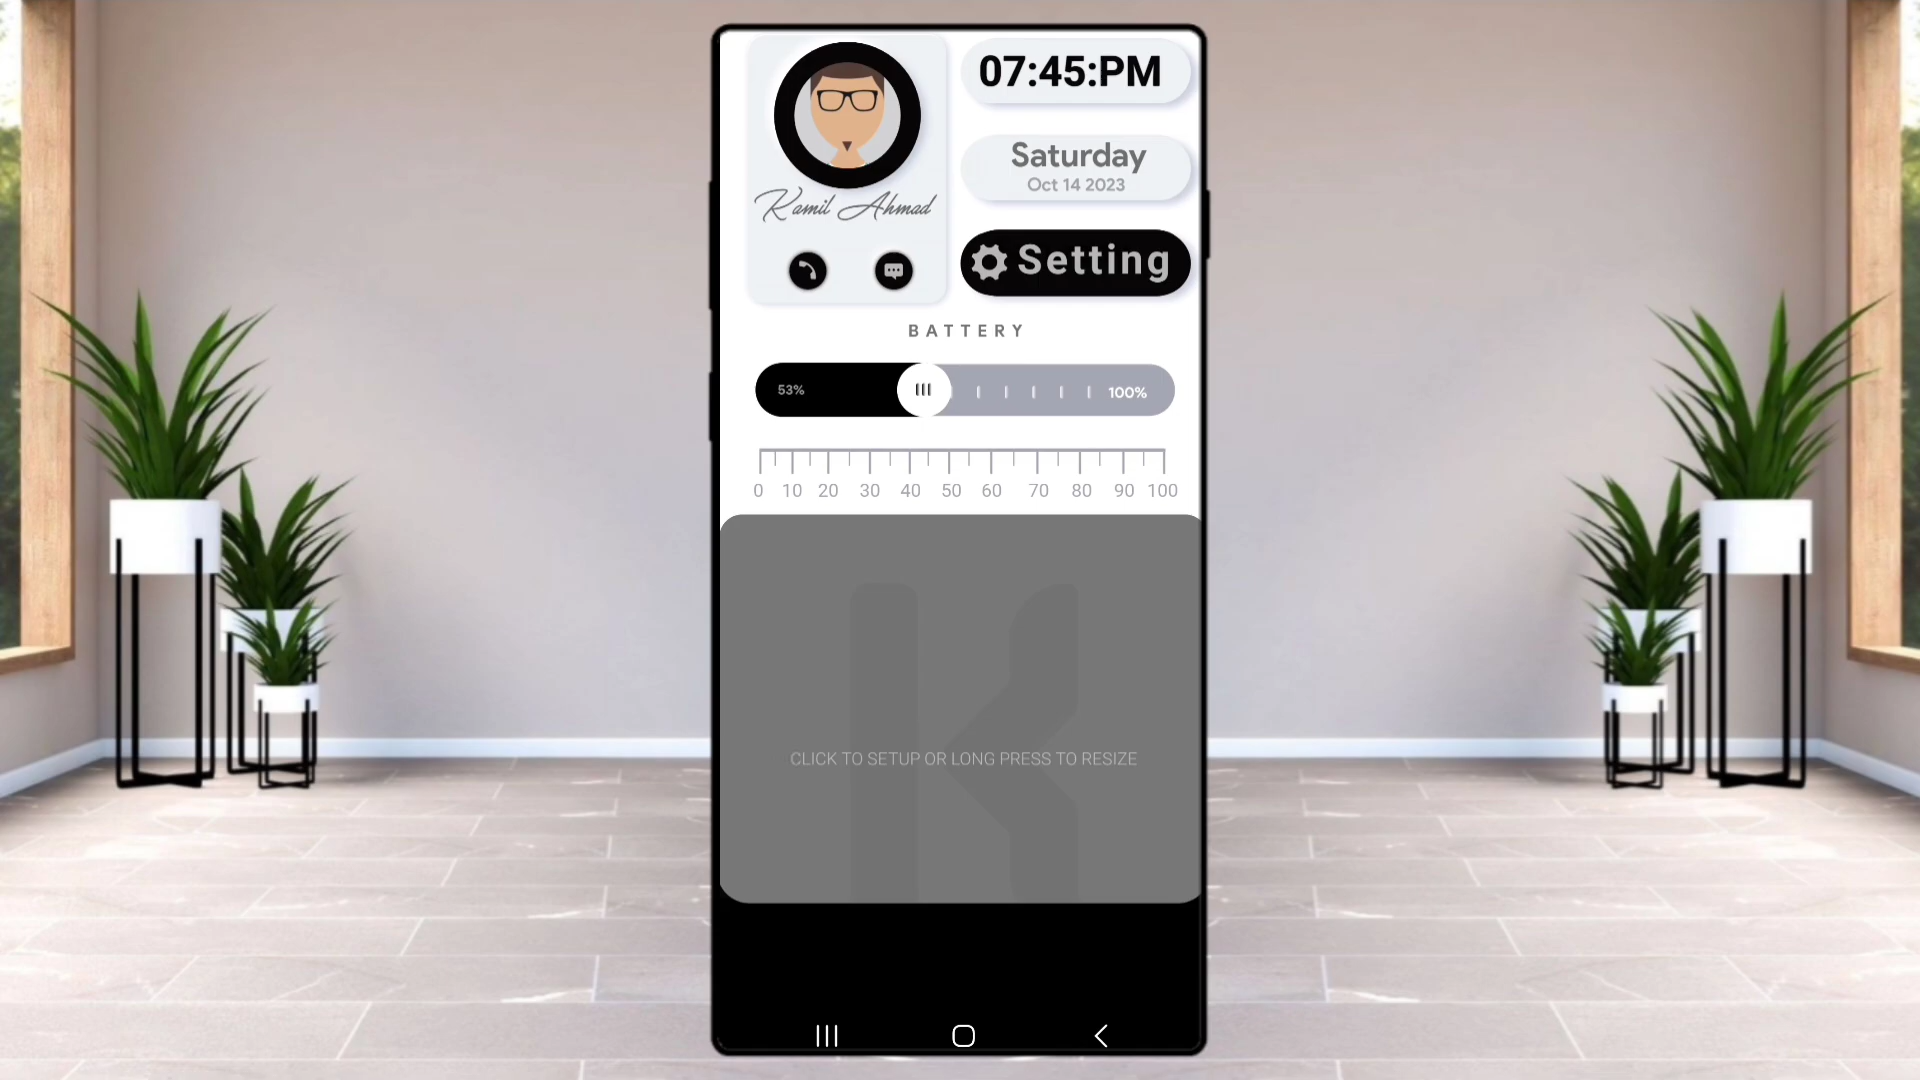 07:45:PM
Saturday
Oct 14 2023
Kamil Ahmad
Setting
BATTERY
53%
100%
0 10 20 30 40 50 60 70 80 90 100
CLICK TO SETUP OR LONG PRESS TO RESIZE